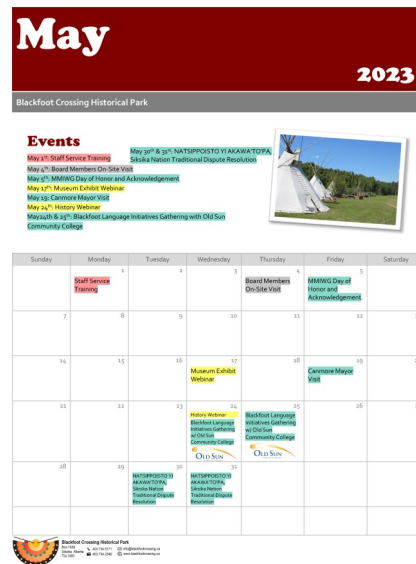 May
2023
Blackfoot Crossing Historical Park
Events
May 1st: Staff Service Training
May 4th: Board Members On-Site Visit
May 5th: MMIWG Day of Honor and Acknowledgement
May 17th: Museum Exhibit Webinar
May 19: Canmore Mayor Visit
May 24th: History Webinar
May24th & 25th: Blackfoot Language Initiatives Gathering with Old Sun
Community College
May 30th & 31st: NATSIPPOISTO YI AKAWA'TO'PA,
Siksika Nation Traditional Dispute Resolution
Sunday Monday Tuesday Wednesday Thursday Friday Saturday
1 2 3 4 5
Staff Service
Training
Board Members
On-Site Visit
MMIWG Day of
Honor and
Acknowledgement
7 8 9 10 11 12
14 15 16 17 18 19
Museum Exhibit
Webinar
Canmore Mayor
Visit
21 22 23 24 25 26
History Webinar
Blackfoot Language
Initiatives Gathering
w/ Old Sun
Community College
OLD SUN
Blackfoot Language
Initiatives Gathering
w/ Old Sun
Community College
OLD SUN
28 29 30 31
NATSIPPOISTO YI
AKAWA'TO'PA,
Siksika Nation
Traditional Dispute
Resolution
NATSIPPOISTO YI
AKAWA'TO'PA,
Siksika Nation
Traditional Dispute
Resolution
Blackfoot Crossing Historical Park
Siksika, Alberta